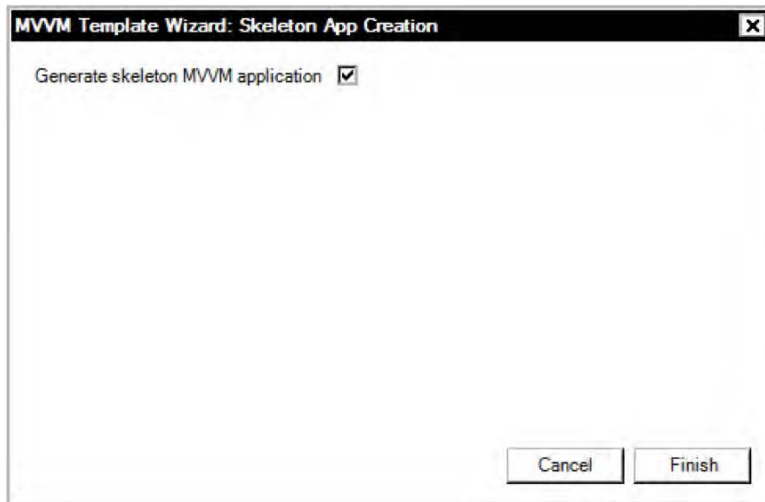 MVVM Template Wizard: Skeleton App Creation
Generate skeleton MVVM application
Cancel Finish